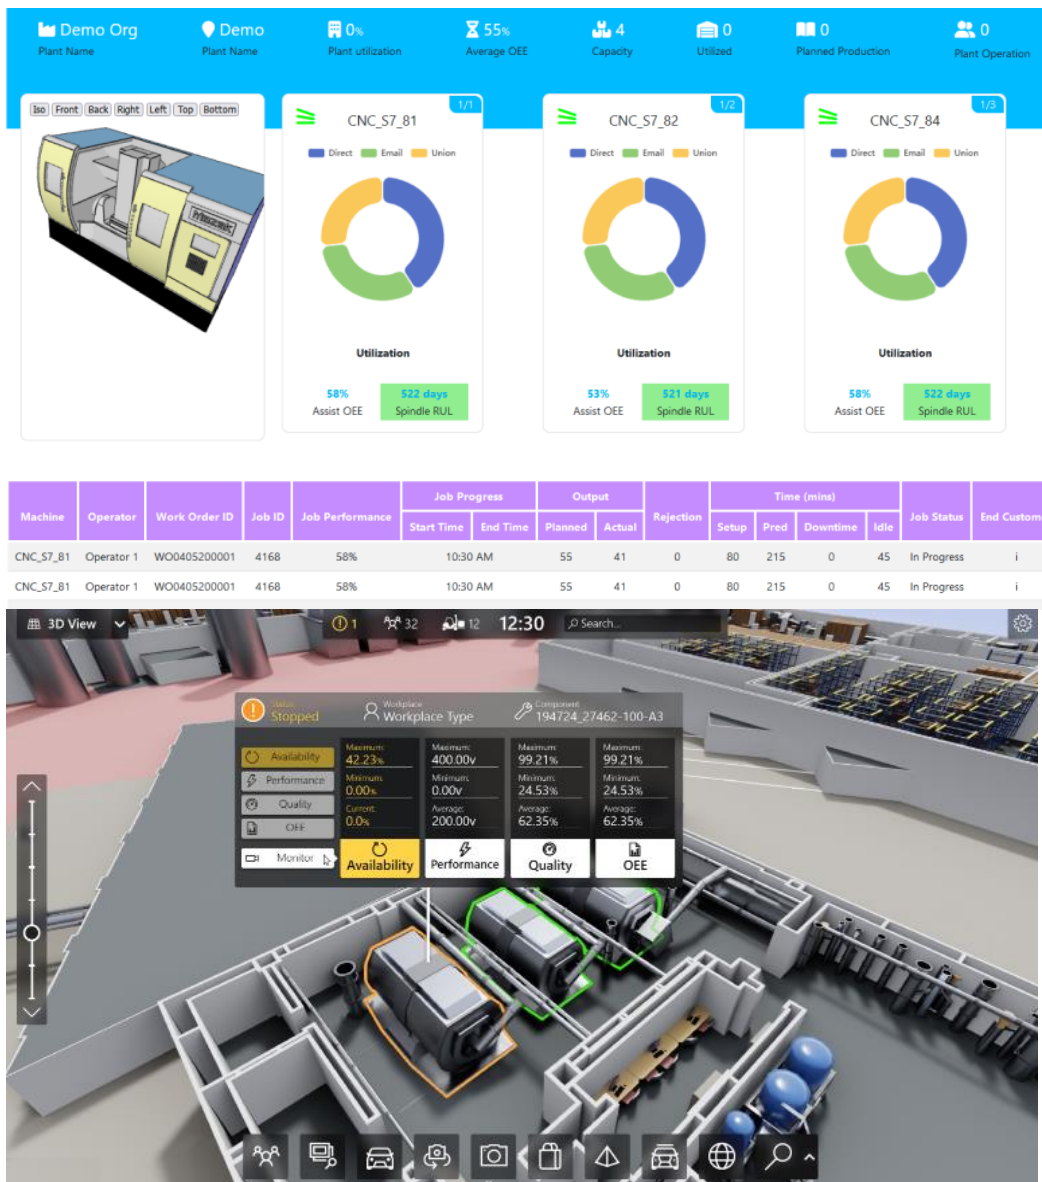 Demo Org Demo 0% 55% 4 0 0 0
Plant Name Plant Name Plant utilization Average OEE Capacity Utilized Planned Production Plant Operation
Iso Front Back Right Left Top Bottom
Mazak
1/1
CNC_S7_81
Direct Email Union
Utilization
58% 522 days
Assist OEE Spindle RUL
1/2
CNC_S7_82
Direct Email Union
Utilization
53% 521 days
Assist OEE Spindle RUL
1/3
CNC_S7_84
Direct Email Union
Utilization
58% 522 days
Assist OEE Spindle RUL
Job Progress Output Time (mins)
Machine Operator Work Order ID Job ID Job Performance Rejection Job Status End Custom
Start Time End Time Planned Actual Setup Pred Downtime Idle
CNC_S7_81 Operator 1 WO0405200001 4168 58% 10:30 AM 55 41 0 80 215 0 45 In Progress i
CNC_S7_81 Operator 1 WO0405200001 4168 58% 10:30 AM 55 41 0 80 215 0 45 In Progress i
3D View 1 32 12 12:30 Search...
Status Workplace Component
Stopped Workplace Type 194724_27462-100-A3
Availability
Performance
Quality
OEE
Monitor
Maximum: Maximum: Maximum: Maximum:
42.23% 400.00v 99.21% 99.21%
Minimum: Minimum: Minimum: Minimum:
0.00% 0.00v 24.53% 24.53%
Current: Average: Average: Average:
0.0% 200.00v 62.35% 62.35%
Availability Performance Quality OEE